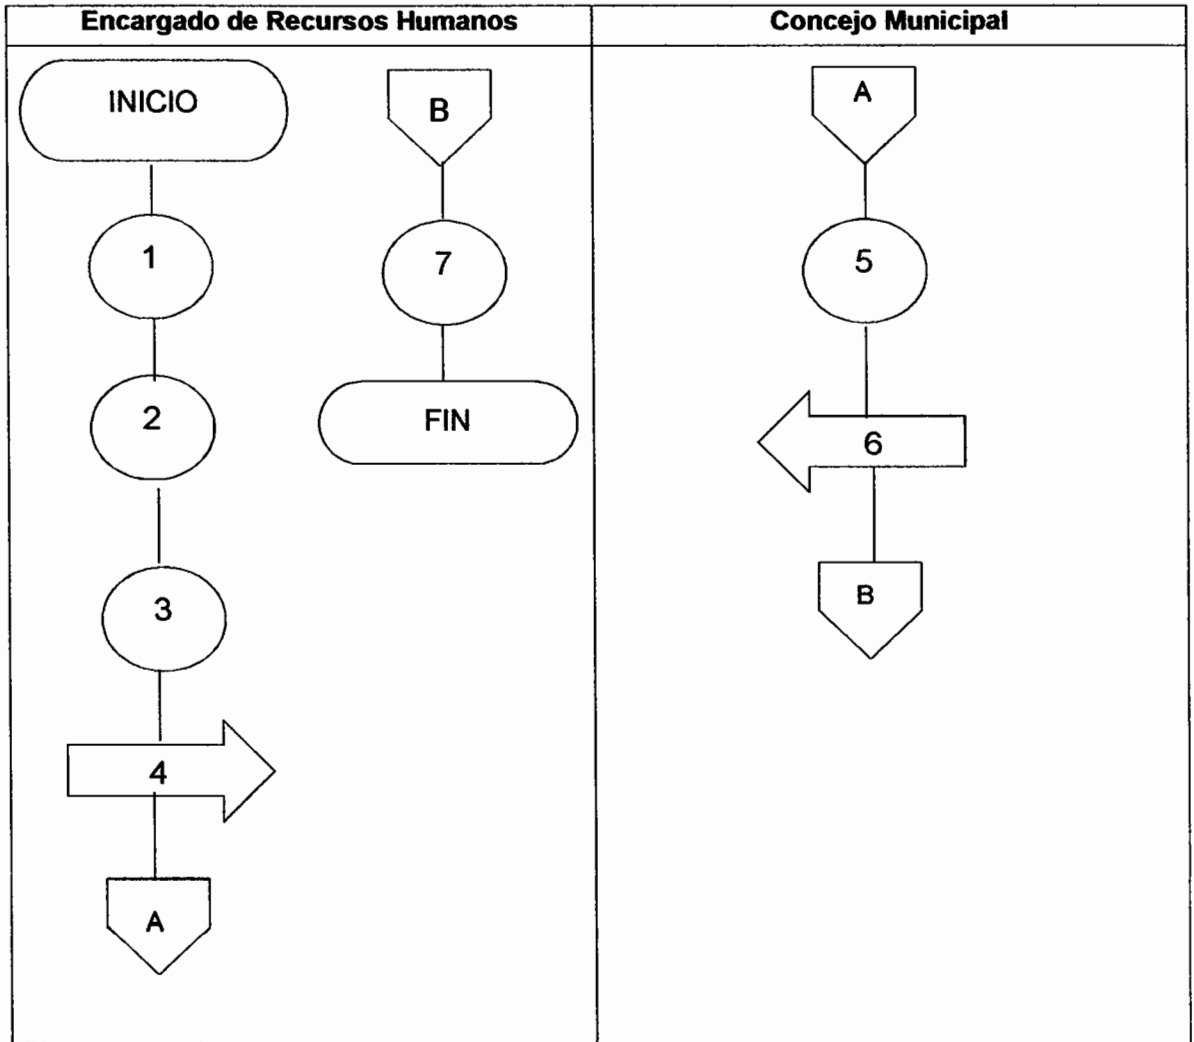 Encargado de Recursos Humanos
Concejo Municipal
INICIO
1
2
3
4
A
B
7
FIN
A
5
6
B